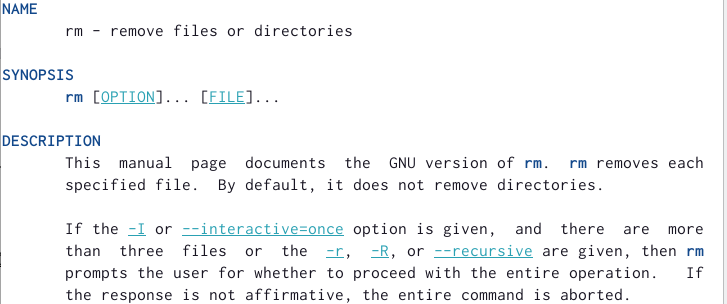 NAME
rm - remove files or directories
SYNOPSIS
rm [OPTION]... [FILE]...
DESCRIPTION
This manual page documents the GNU version of rm. rm removes each
specified file. By default, it does not remove directories.
If the -I or --interactive=once option is given, and there are more
than three files or the -r, -R, or --recursive are given, then rm
prompts the user for whether to proceed with the entire operation. If
the response is not affirmative, the entire command is aborted.